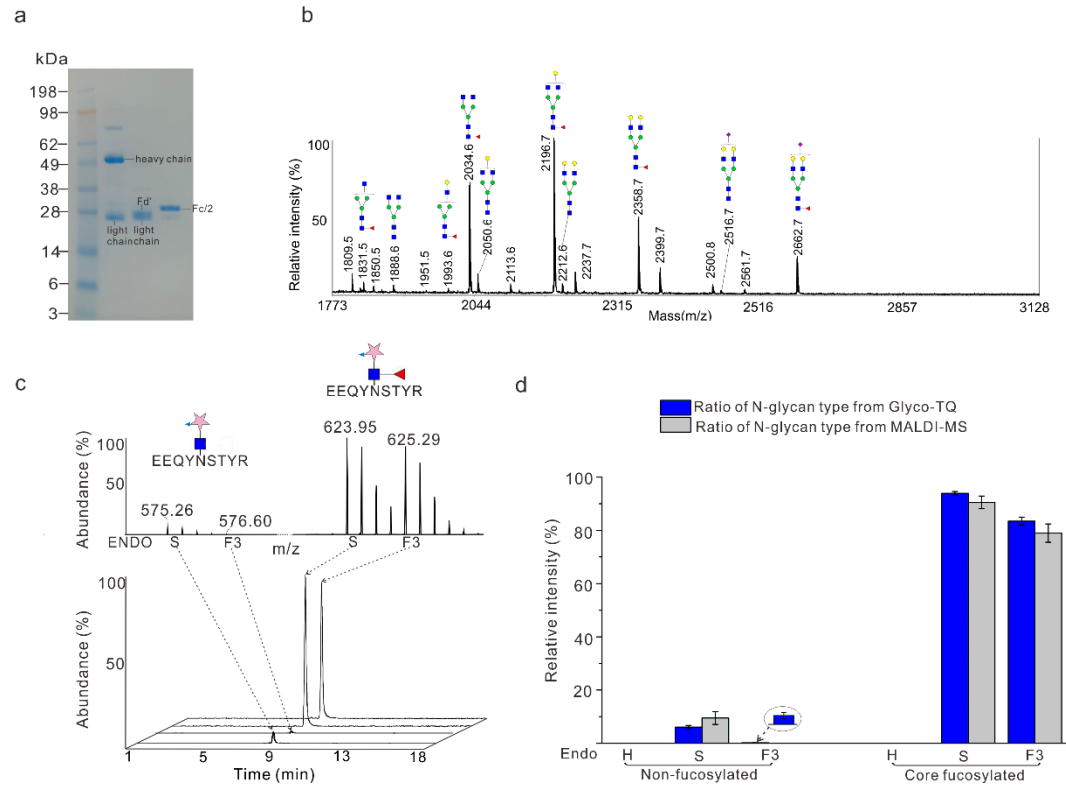 a
kDa
198
98
62
49
38
28
14
6
3
heavy chain
Fd'
Fc/2
light
chain
light
chain
b
Relative intensity (%)
100
50
1809.5
1831.5
1850.5
1888.6
1951.5
1993.6
2034.6
2050.6
2113.6
2196.7
2212.6
2237.7
2358.7
2399.7
2500.8
2516.7
2561.7
2662.7
1773
2044
2315
2516
2857
3128
Mass(m/z)
c
EEQYNSTYR
EEQYNSTYR
Abundance (%)
100
50
575.26
576.60
623.95
625.29
ENDO
S
F3
m/z
S
F3
Abundance (%)
100
50
1
5
9
13
18
Time (min)
d
Ratio of N-glycan type from Glyco-TQ
Ratio of N-glycan type from MALDI-MS
Relative intensity (%)
100
80
60
40
20
0
Endo
H
S
F3
H
S
F3
Non-fucosylated
Core fucosylated